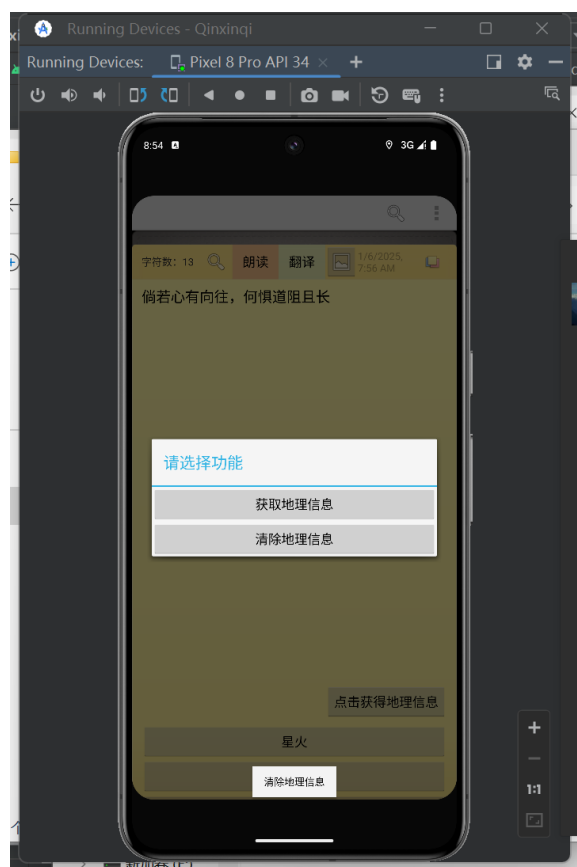 Running Devices - Qinxinqi
Running Devices:
Pixel 8 Pro API 34
8:54
3G
字符数: 13
朗读
翻译
1/6/2025,
7:56 AM
倘若心有向往，何惧道阻且长
请选择功能
获取地理信息
清除地理信息
点击获得地理信息
星火
清除地理信息
1:1